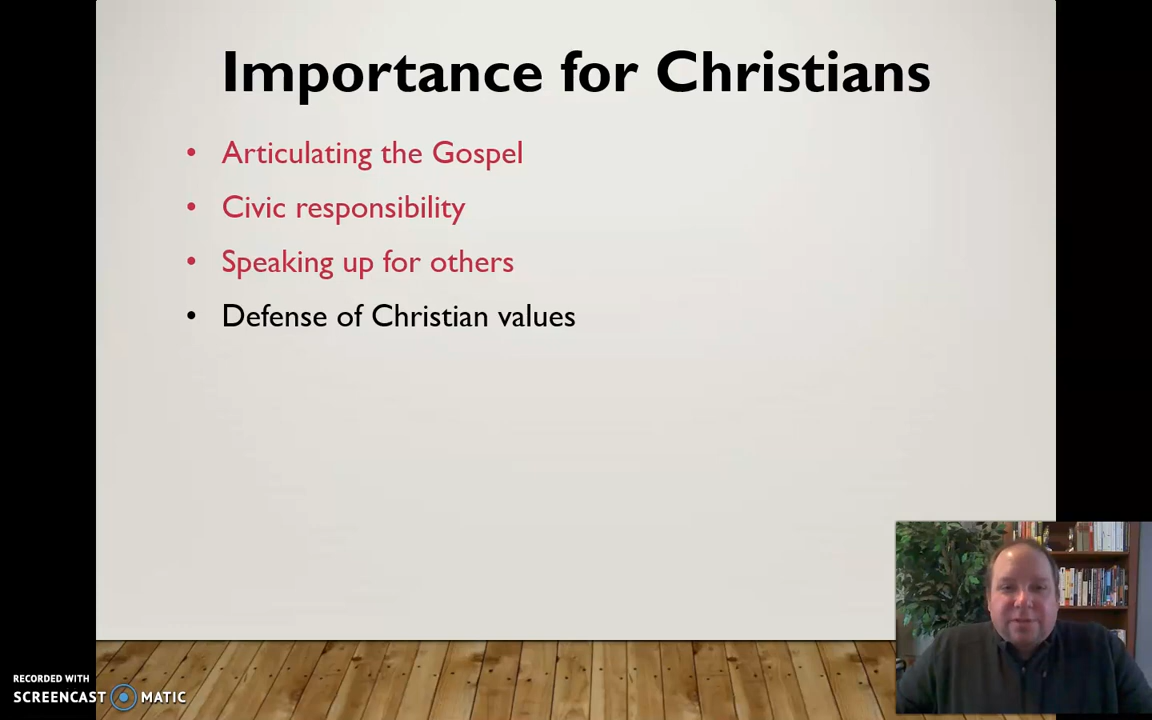 Importance for Christians
• Articulating the Gospel
• Civic responsibility
• Speaking up for others
• Defense of Christian values
RECORDED WITH
SCREENCAST MATIC